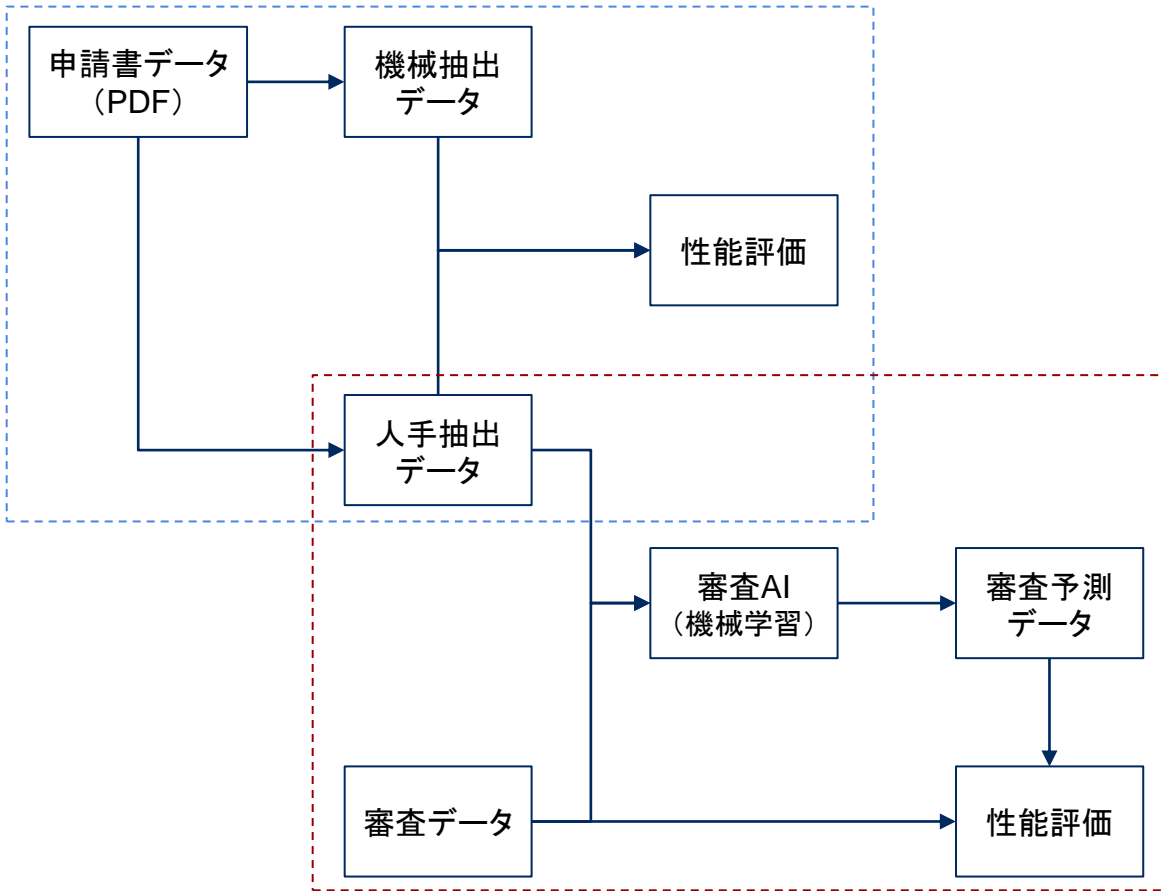 申請書データ
（PDF）
機械抽出
データ
性能評価
人手抽出
データ
審査AI
（機械学習）
審査予測
データ
審査データ
性能評価